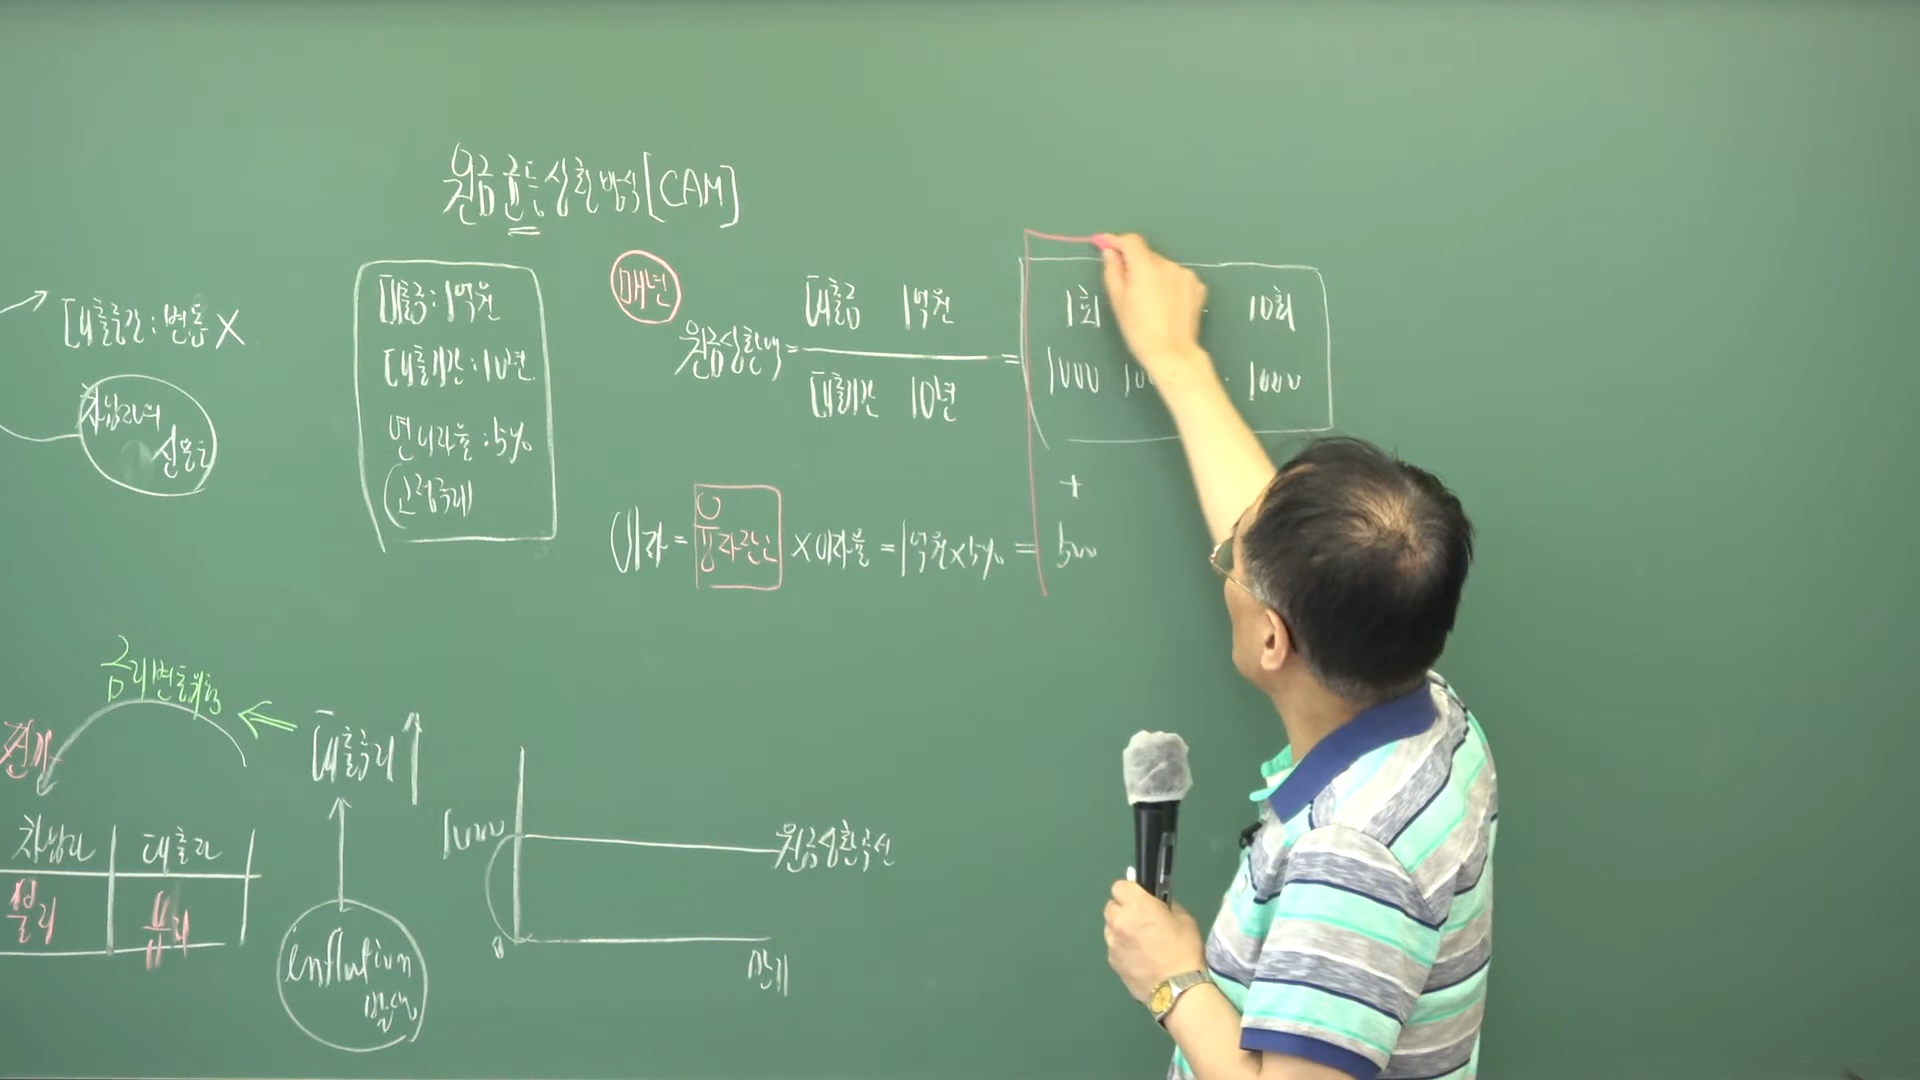 원금균등상환방식[CAM]
대출기간 : 변동 X
차입자의
신용도
대출금 : 1억원
대출기간 : 10년
연이자율 : 5%
(고정금리)
매년
원금상환액 = 대출금 1억원 / 대출기간 10년 =
1회 10회
1000 1000
+
이자 = 융자잔고 × 이자율 = 1억원 × 5% = 500
금리변동위험
전가
대출금리 ↑
차입자 대출자
불리 유리
inflation
발생
1000
원금상환곡선
0
만기